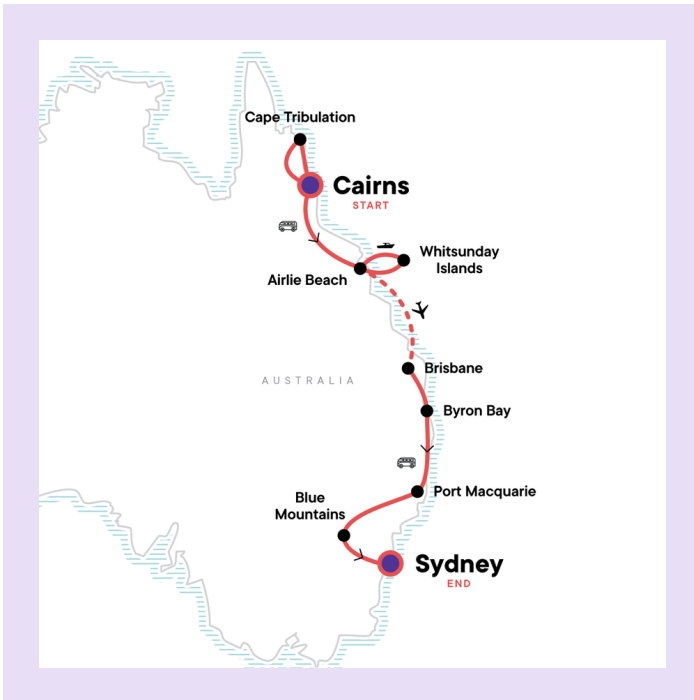 Cape Tribulation
Cairns
START
Whitsunday
Islands
Airlie Beach
Brisbane
AUSTRALIA
Byron Bay
Port Macquarie
Blue
Mountains
Sydney
END